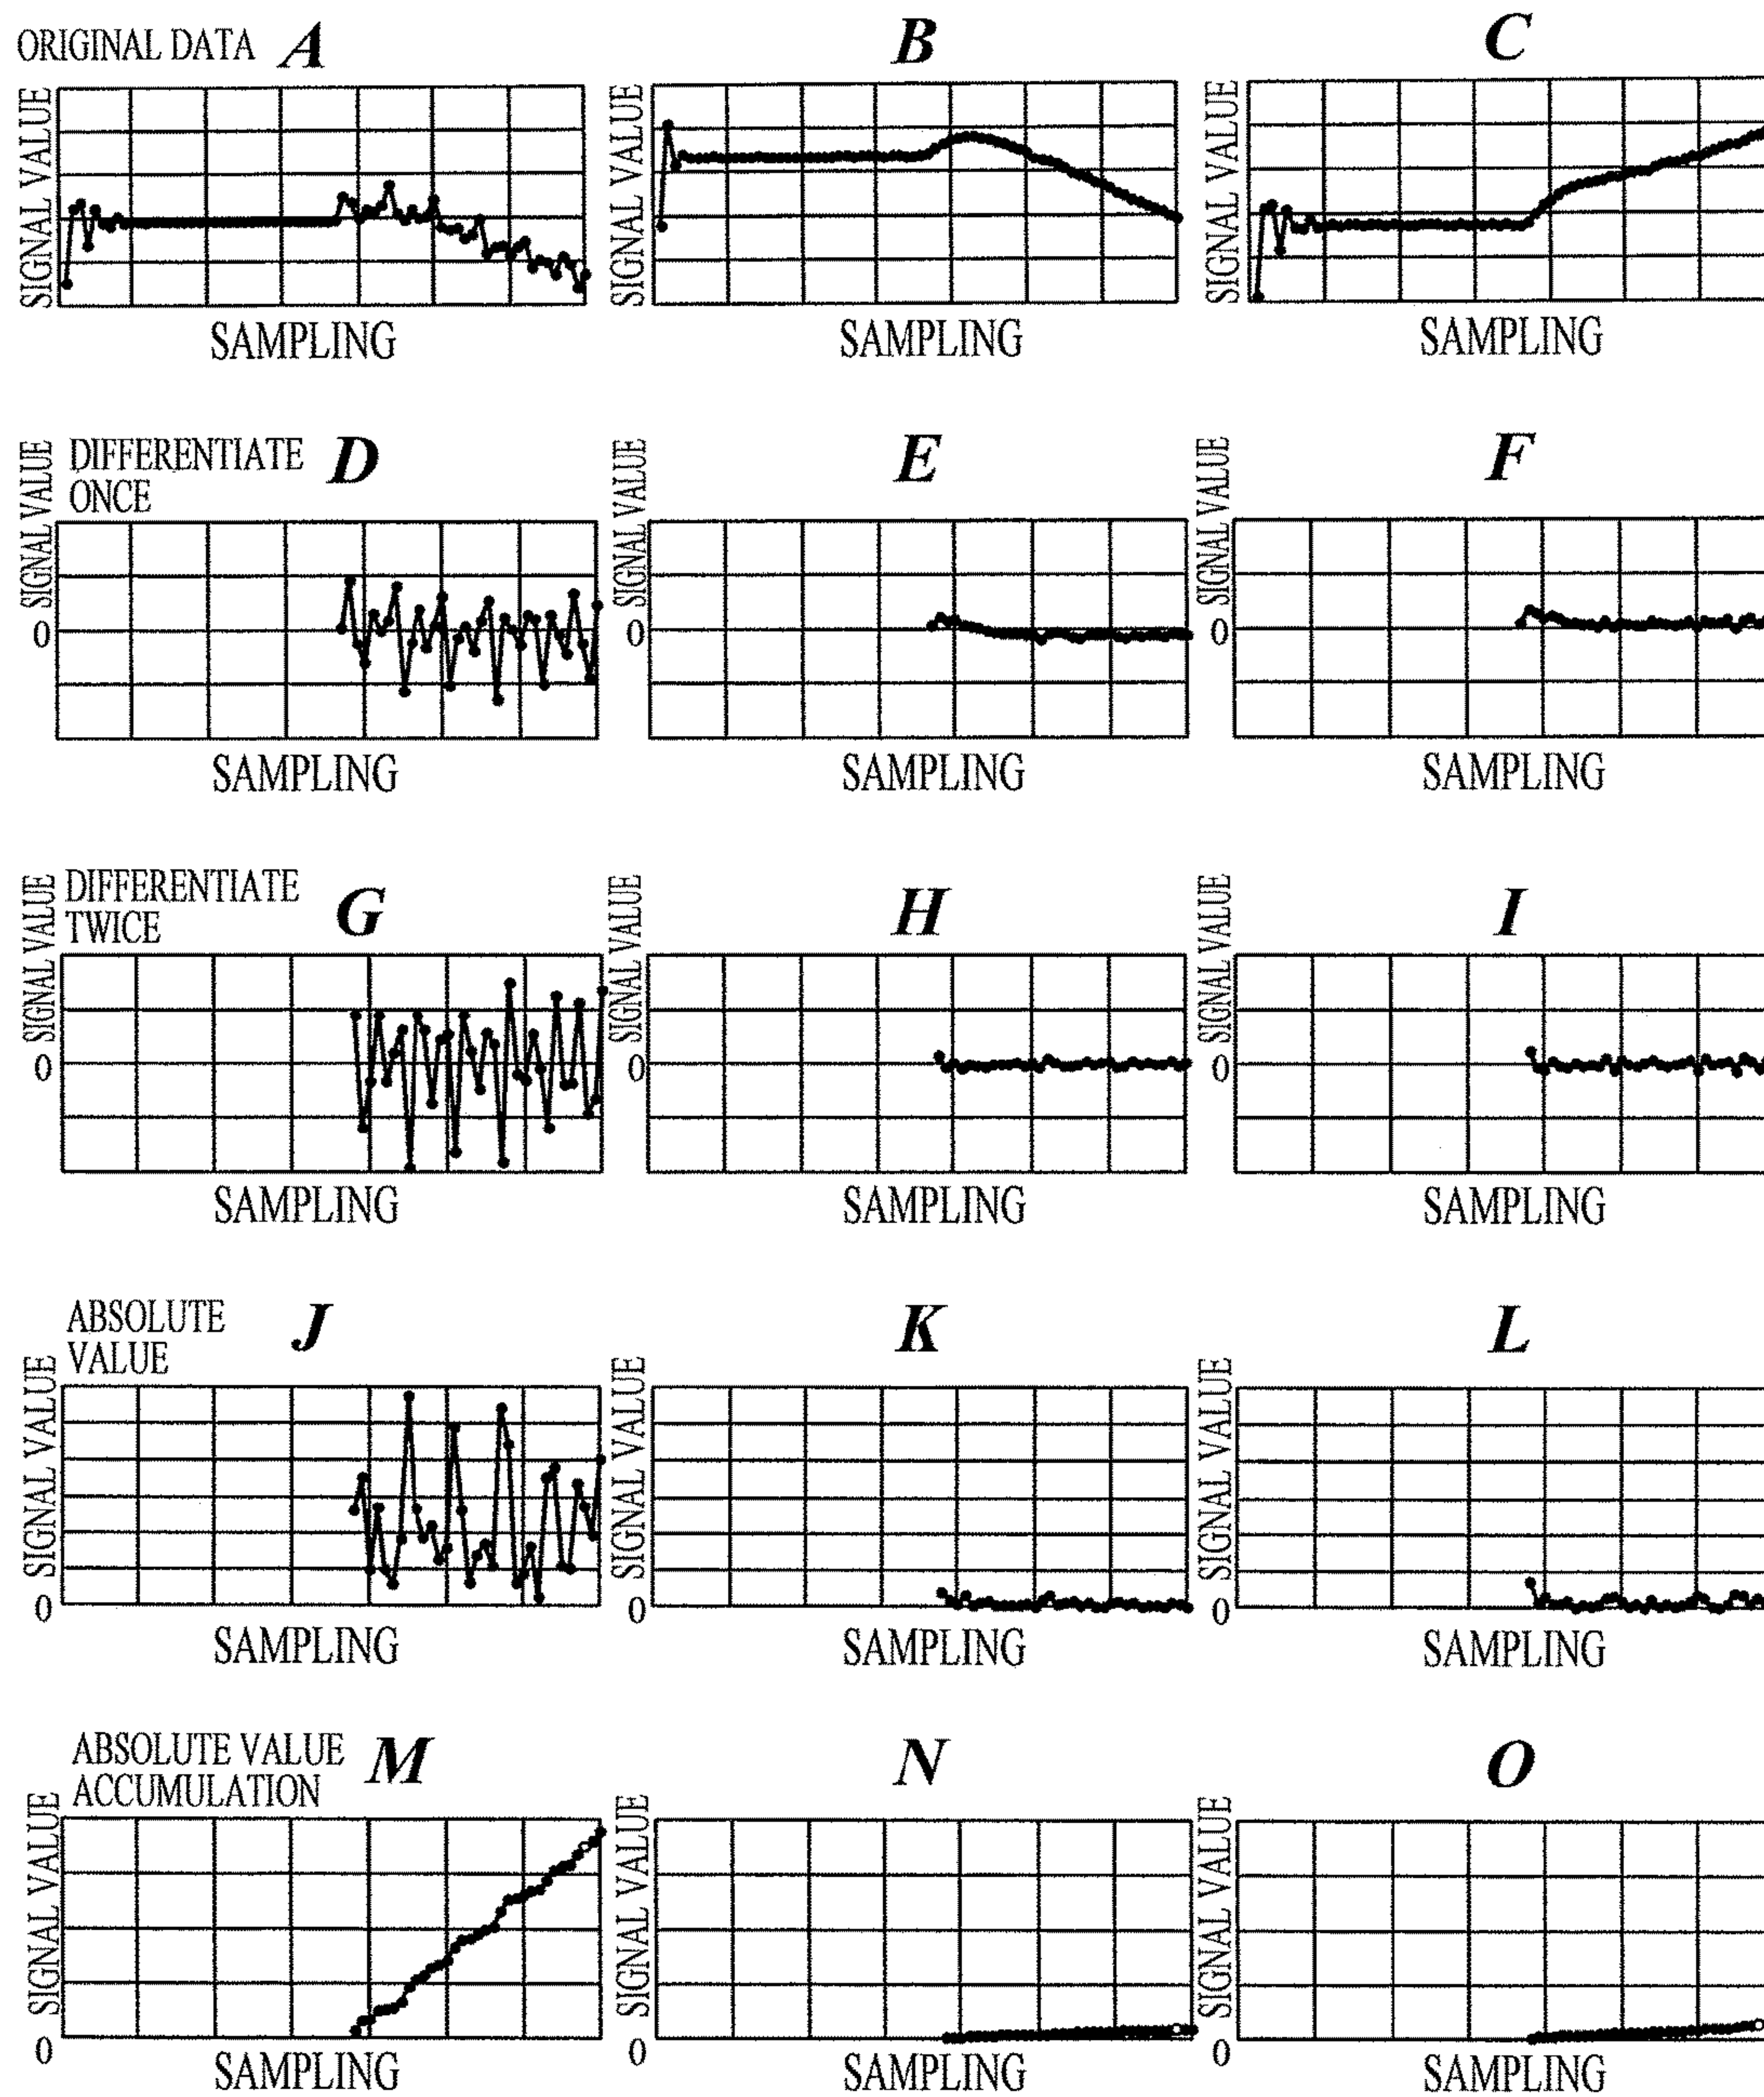 ORIGINAL DATA A B C
SIGNAL VALUE SIGNAL VALUE SIGNAL VALUE
SAMPLING SAMPLING SAMPLING
DIFFERENTIATE
ONCE
D E F
SIGNAL VALUE SIGNAL VALUE SIGNAL VALUE
0 0 0
SAMPLING SAMPLING SAMPLING
DIFFERENTIATE
TWICE
G H I
SIGNAL VALUE SIGNAL VALUE SIGNAL VALUE
0 0 0
SAMPLING SAMPLING SAMPLING
ABSOLUTE
VALUE
J K L
SIGNAL VALUE SIGNAL VALUE SIGNAL VALUE
0 0 0
SAMPLING SAMPLING SAMPLING
ABSOLUTE VALUE
ACCUMULATION
M N O
SIGNAL VALUE SIGNAL VALUE SIGNAL VALUE
0 0 0
SAMPLING SAMPLING SAMPLING